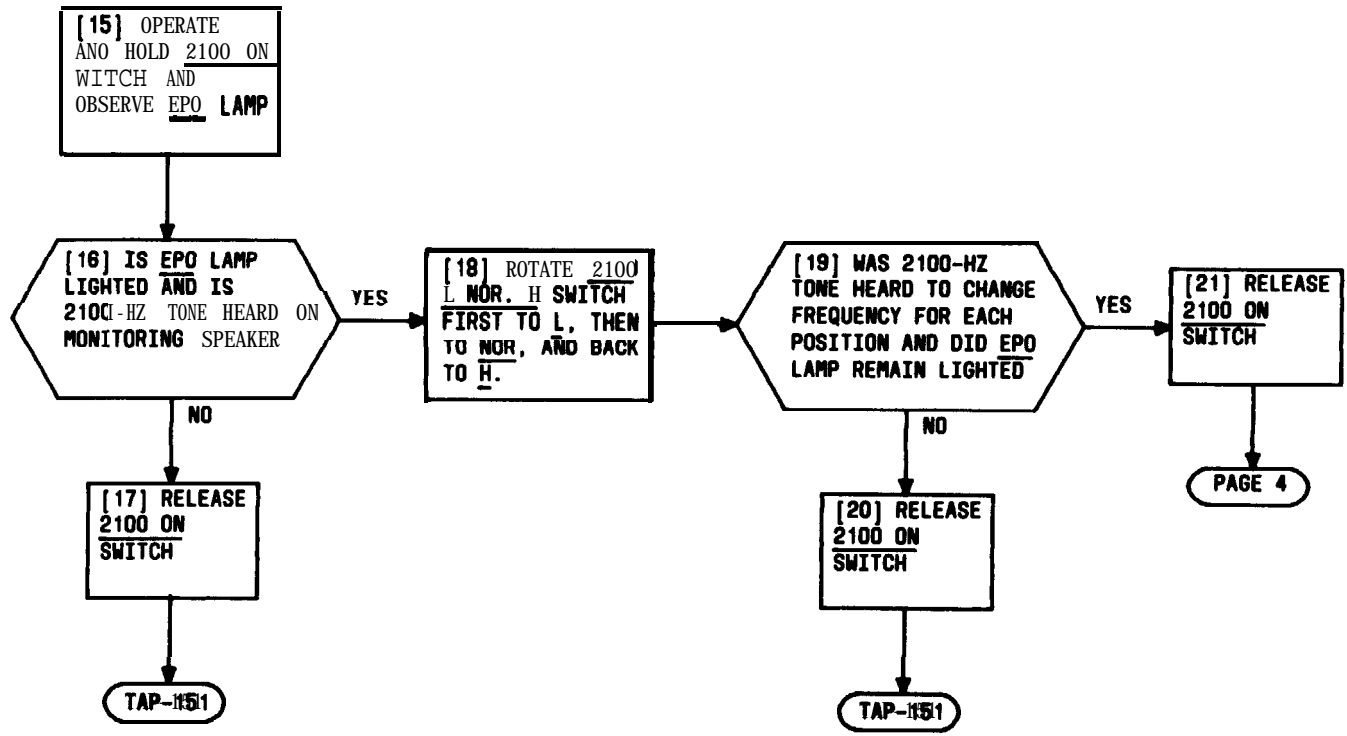 [15] OPERATE
ANO HOLD 2100 ON
WITCH AND
OBSERVE EPO LAMP
[16] IS EPO LAMP
LIGHTED AND IS
2100-HZ TONE HEARD ON
MONITORING SPEAKER
YES
NO
[17] RELEASE
2100 ON
SWITCH
TAP-151
[18] ROTATE 2100
L NOR. H SWITCH
FIRST TO L, THEN
TO NOR, AND BACK
TO H.
[19] WAS 2100-HZ
TONE HEARD TO CHANGE
FREQUENCY FOR EACH
POSITION AND DID EPO
LAMP REMAIN LIGHTED
YES
NO
[20] RELEASE
2100 ON
SWITCH
TAP-151
[21] RELEASE
2100 ON
SWITCH
PAGE 4